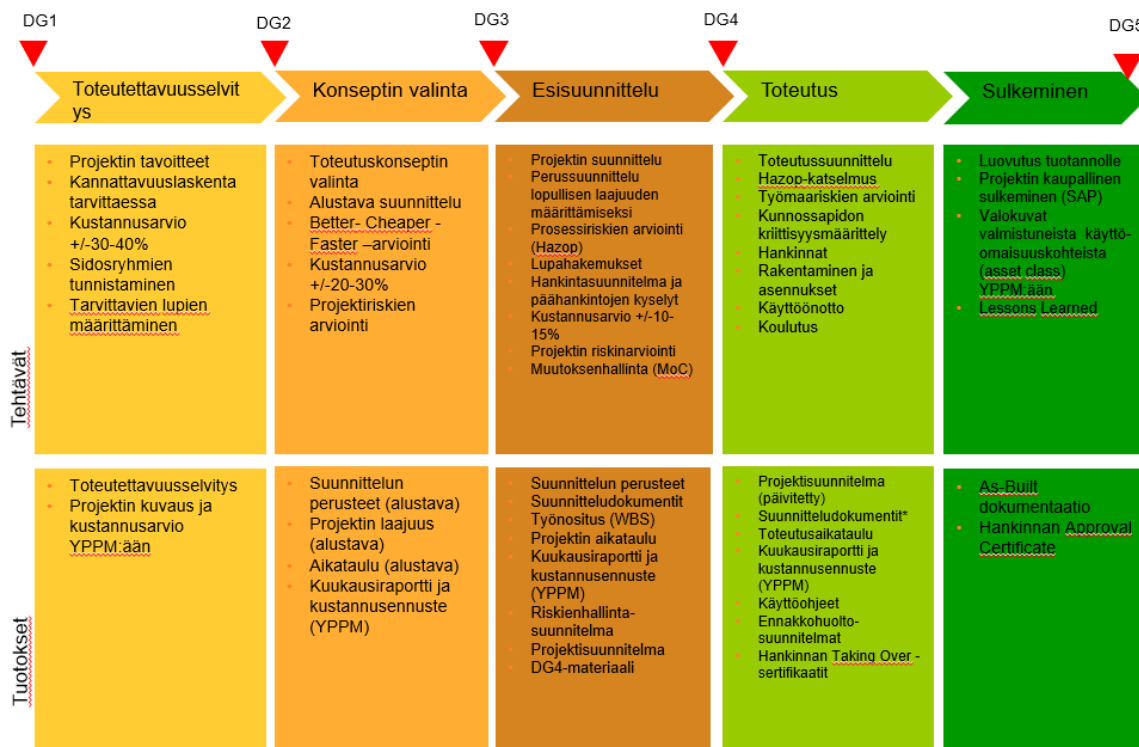 DG1
DG2
DG3
DG4
DG5
Toteutettavuusselvit
ys
Konseptin valinta
Esisuunnittelu
Toteutus
Sulkeminen
Tehtävät
• Projektin tavoitteet
• Kannattavuuslaskenta
tarvittaessa
• Kustannusarvio
+/-30-40%
• Sidosryhmien
tunnistaminen
• Tarvittavien lupien
määrittäminen
• Toteutuskonseptin
valinta
• Alustava suunnittelu
• Better- Cheaper -
Faster –arviointi
• Kustannusarvio
+/-20-30%
• Projektiriskien
arviointi
• Projektin suunnittelu
• Perussuunnittelu
lopullisen laajuuden
määrittämiseksi
• Prosessiriskien arviointi
(Hazop)
• Lupahakemukset
• Hankintasuunnitelma ja
päähankintojen kyselyt
• Kustannusarvio +/-10-
15%
• Projektin riskinarviointi
• Muutoksenhallinta (MoC)
• Toteutussuunnittelu
• Hazop-katselmus
• Työmaariskien arviointi
• Kunnossapidon
kriittisyysmäärittely
• Hankinnat
• Rakentaminen ja
asennukset
• Käyttöönotto
• Koulutus
• Luovutus tuotannolle
• Projektin kaupallinen
sulkeminen (SAP)
• Valokuvat
valmistuneista käyttö-
omaisuuskohteista
(asset class)
YPPM:ään
• Lessons Learned
Tuotokset
• Toteutettavuusselvitys
• Projektin kuvaus ja
kustannusarvio
YPPM:ään
• Suunnittelun
perusteet (alustava)
• Projektin laajuus
(alustava)
• Aikataulu (alustava)
• Kuukausiraportti ja
kustannusennuste
(YPPM)
• Suunnittelun perusteet
• Suunnitteludokumentit
• Työnositus (WBS)
• Projektin aikataulu
• Kuukausiraportti ja
kustannusennuste
(YPPM)
• Riskienhallinta-
suunnitelma
• Projektisuunnitelma
• DG4-materiaali
• Projektisuunnitelma
(päivitetty)
• Suunnitteludokumentit*
• Toteutusaikataulu
• Kuukausiraportti ja
kustannusennuste
(YPPM)
• Käyttöohjeet
• Ennakkohuolto-
suunnitelmat
• Hankinnan Taking Over -
sertifikaatit
• As-Built
dokumentaatio
• Hankinnan Approval
Certificate